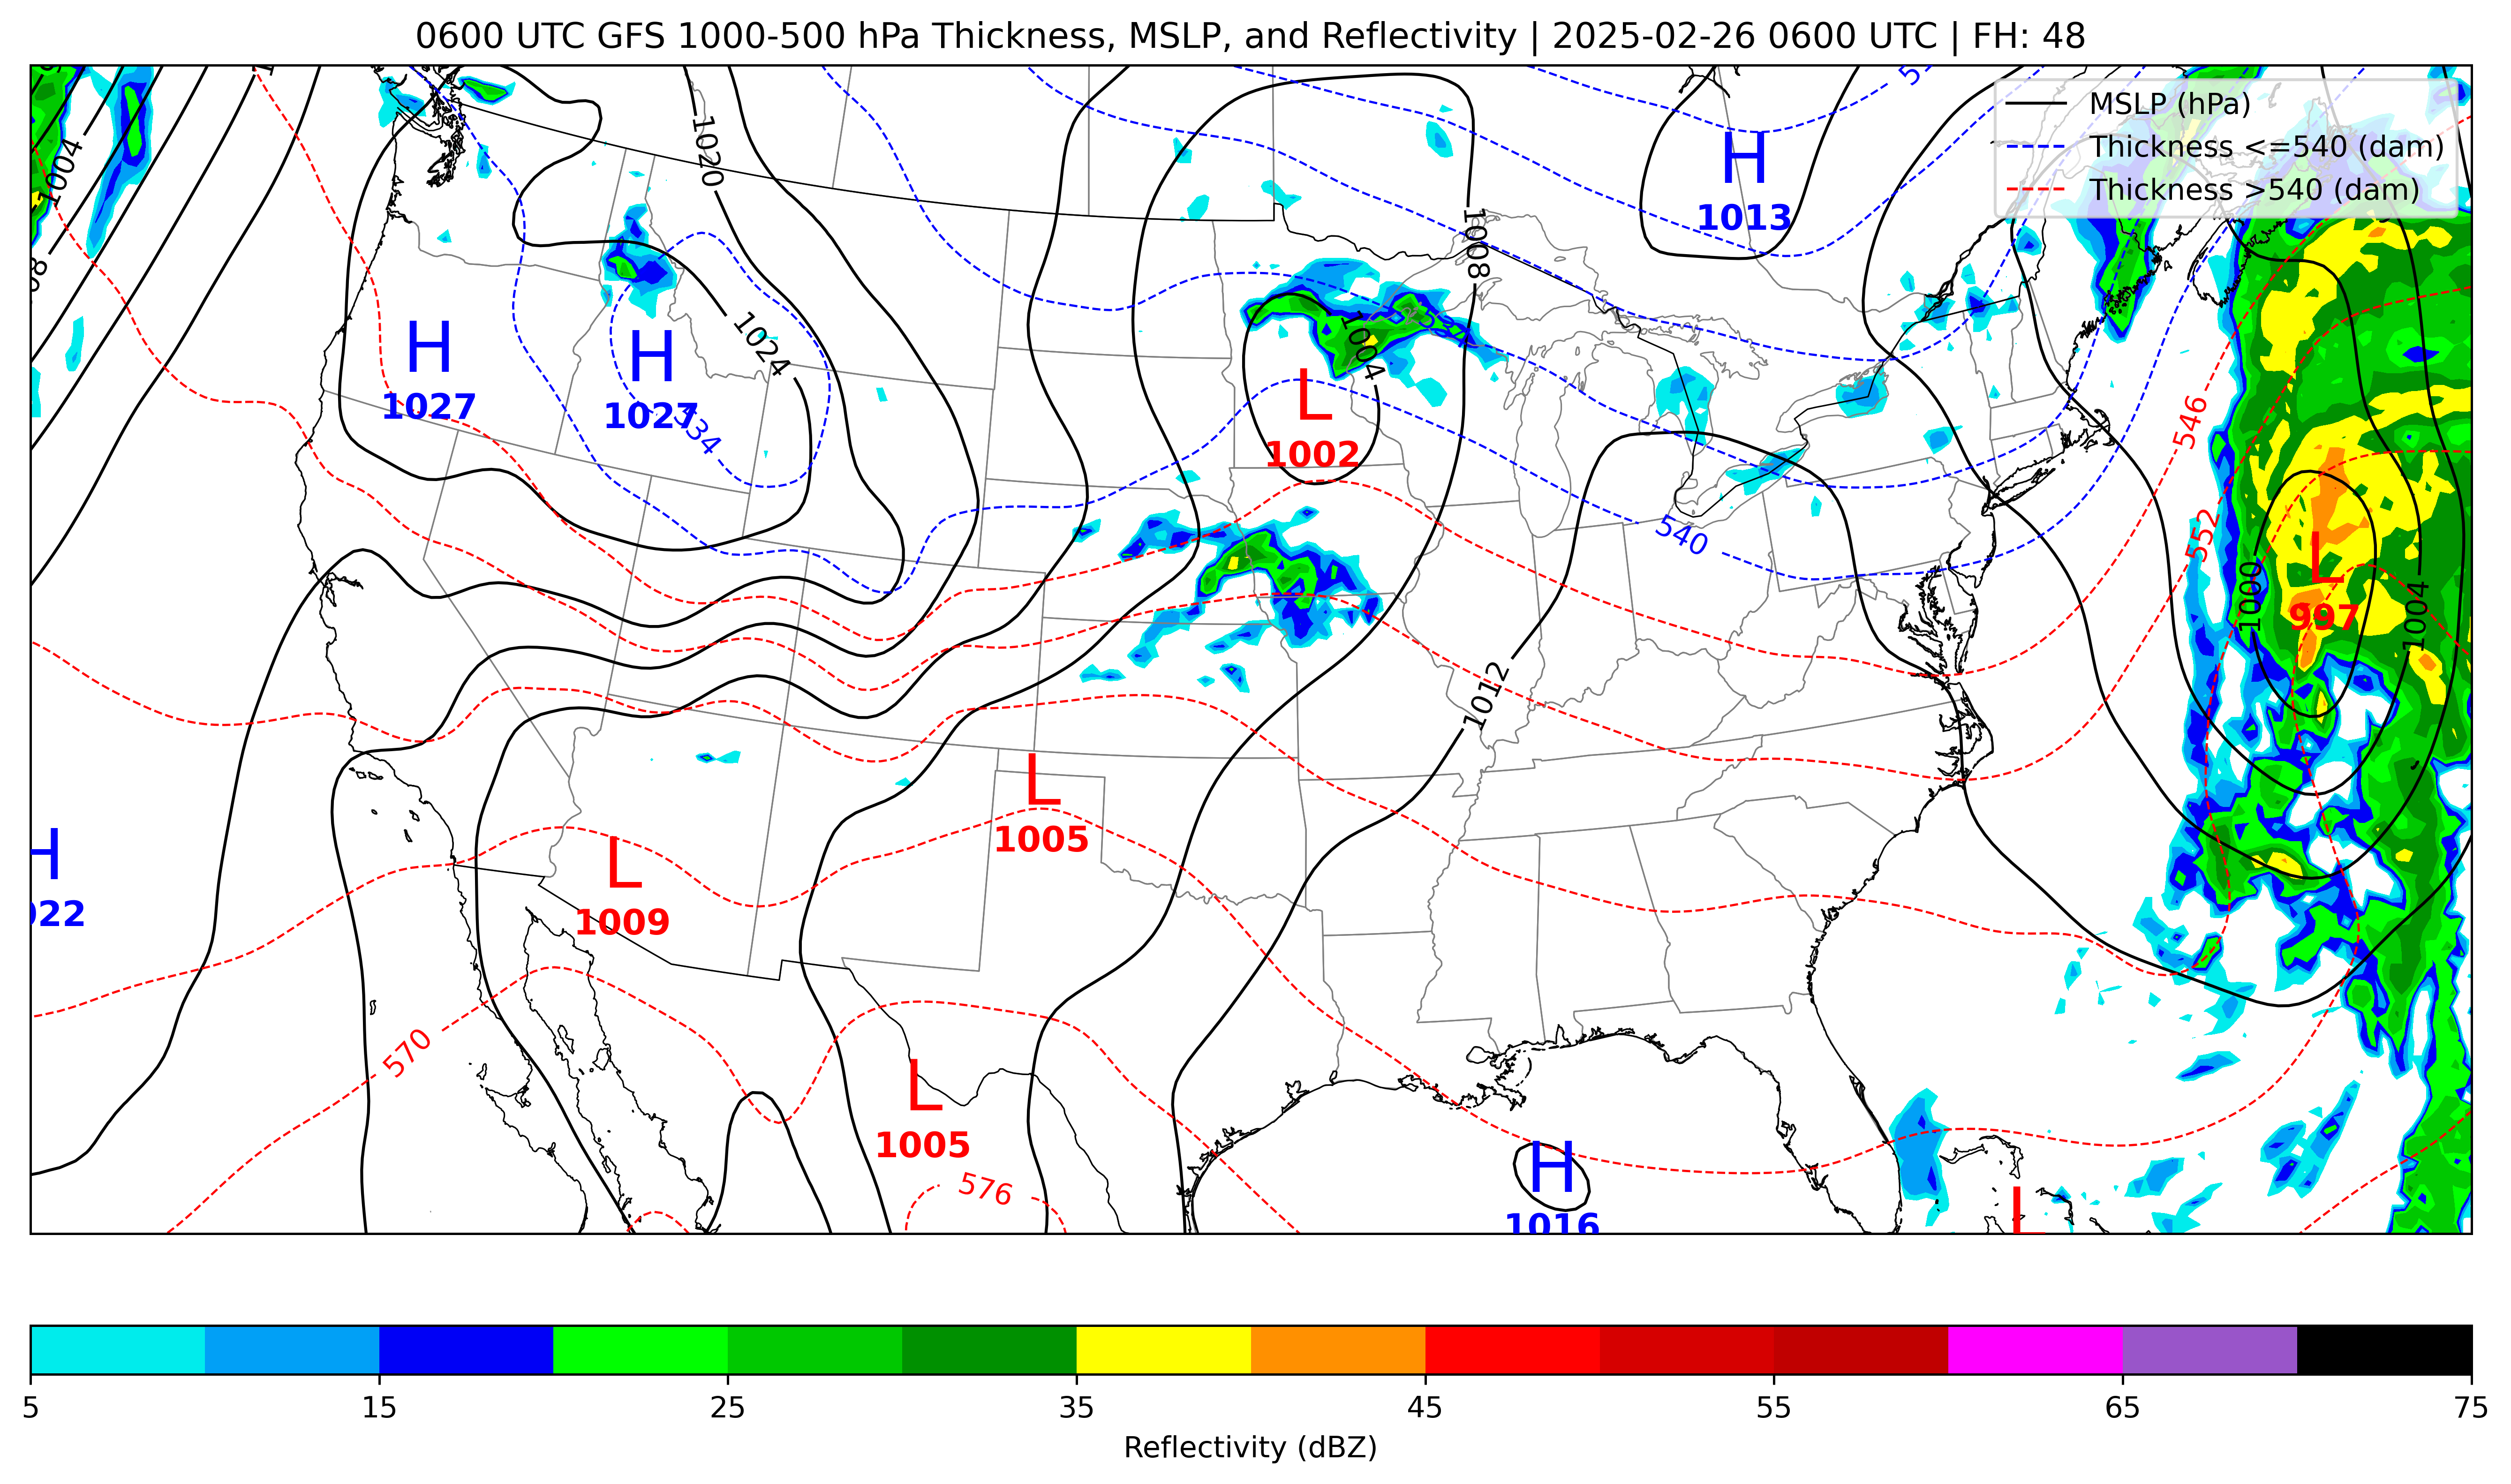 0600 UTC GFS 1000-500 hPa Thickness, MSLP, and Reflectivity | 2025-02-26 0600 UTC | FH: 48
MSLP (hPa)
Thickness <=540 (dam)
Thickness >540 (dam)
1004
1020
H
1013
1008
H
1027
H
1027
1024
534
1004
L
1002
534
546
540
552
1000
L
997
1004
1012
L
1005
H
L
1009
570
L
1005
576
H
1016
L
5 15 25 35 45 55 65 75
Reflectivity (dBZ)